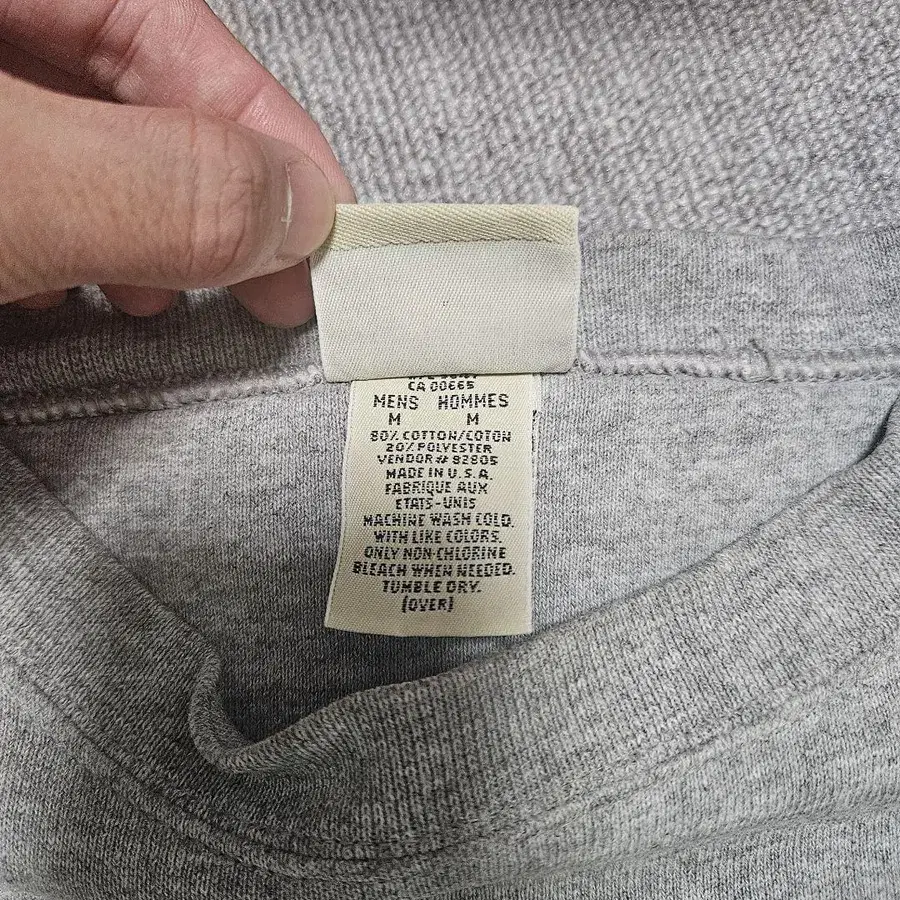 CA 00665
MENS HOMMES
M M
80% COTTON/COTON
20% POLYESTER
VENDOR# 82805
MADE IN U.S.A.
FABRIQUE AUX
ETATS-UNIS
MACHINE WASH COLD.
WITH LIKE COLORS.
ONLY NON-CHLORINE
BLEACH WHEN NEEDED.
TUMBLE DRY.
(OVER)